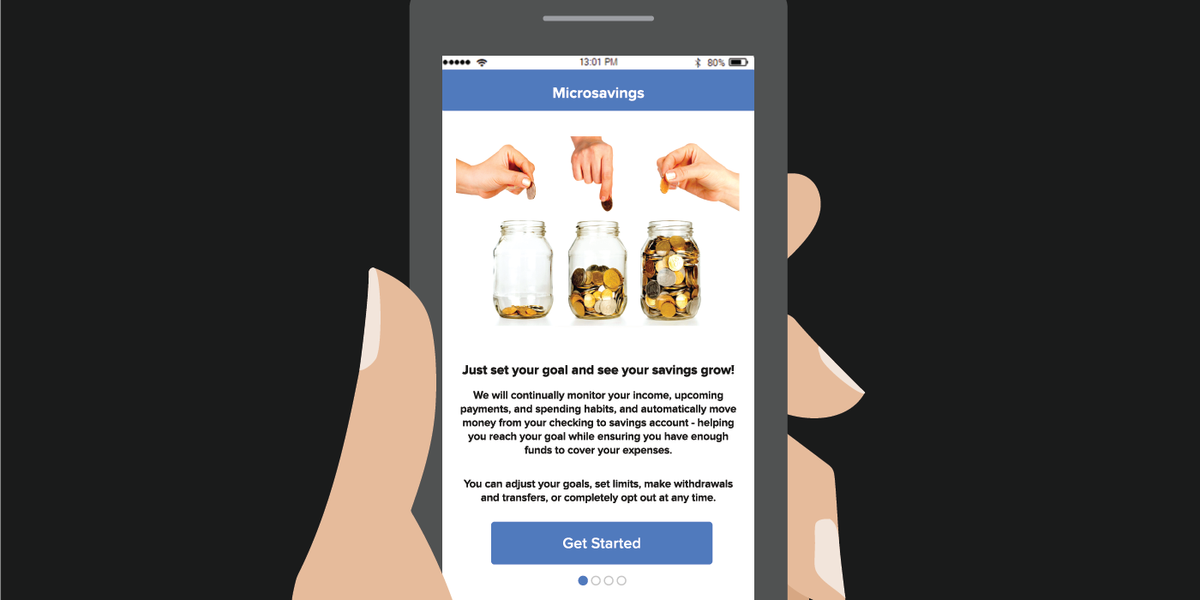 13:01 PM
80%
Microsavings
Just set your goal and see your savings grow!
We will continually monitor your income, upcoming
payments, and spending habits, and automatically move
money from your checking to savings account - helping
you reach your goal while ensuring you have enough
funds to cover your expenses.
You can adjust your goals, set limits, make withdrawals
and transfers, or completely opt out at any time.
Get Started